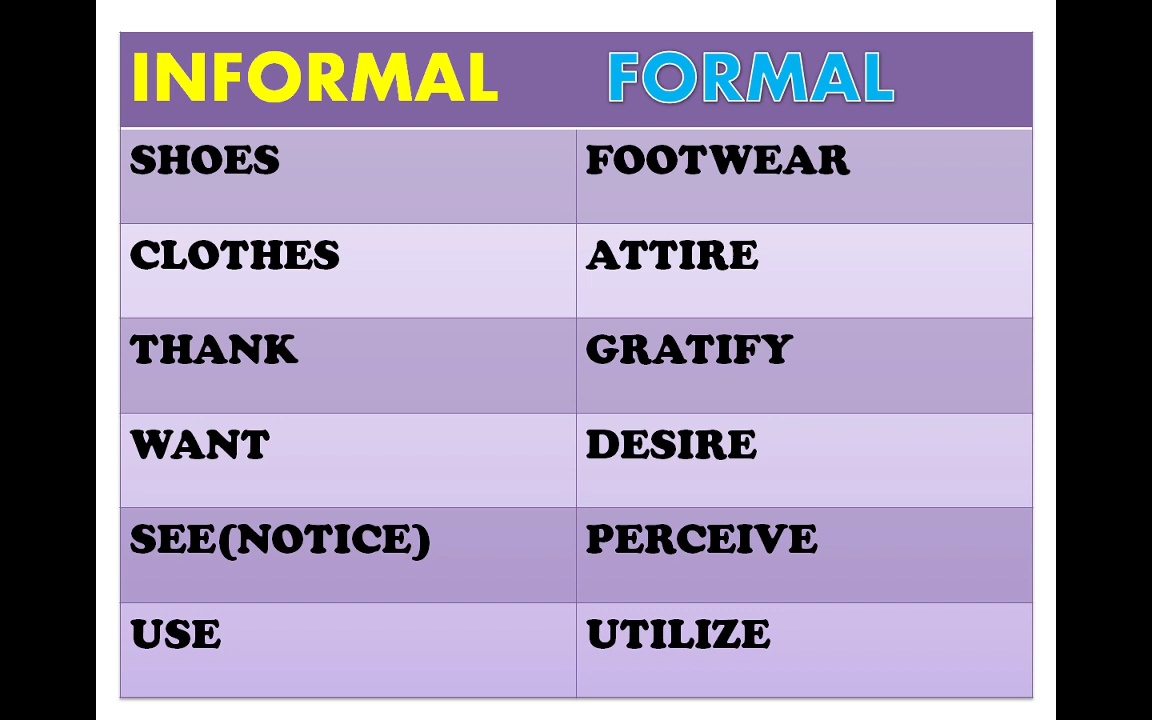 INFORMAL FORMAL
SHOES FOOTWEAR
CLOTHES ATTIRE
THANK GRATIFY
WANT DESIRE
SEE(NOTICE) PERCEIVE
USE UTILIZE